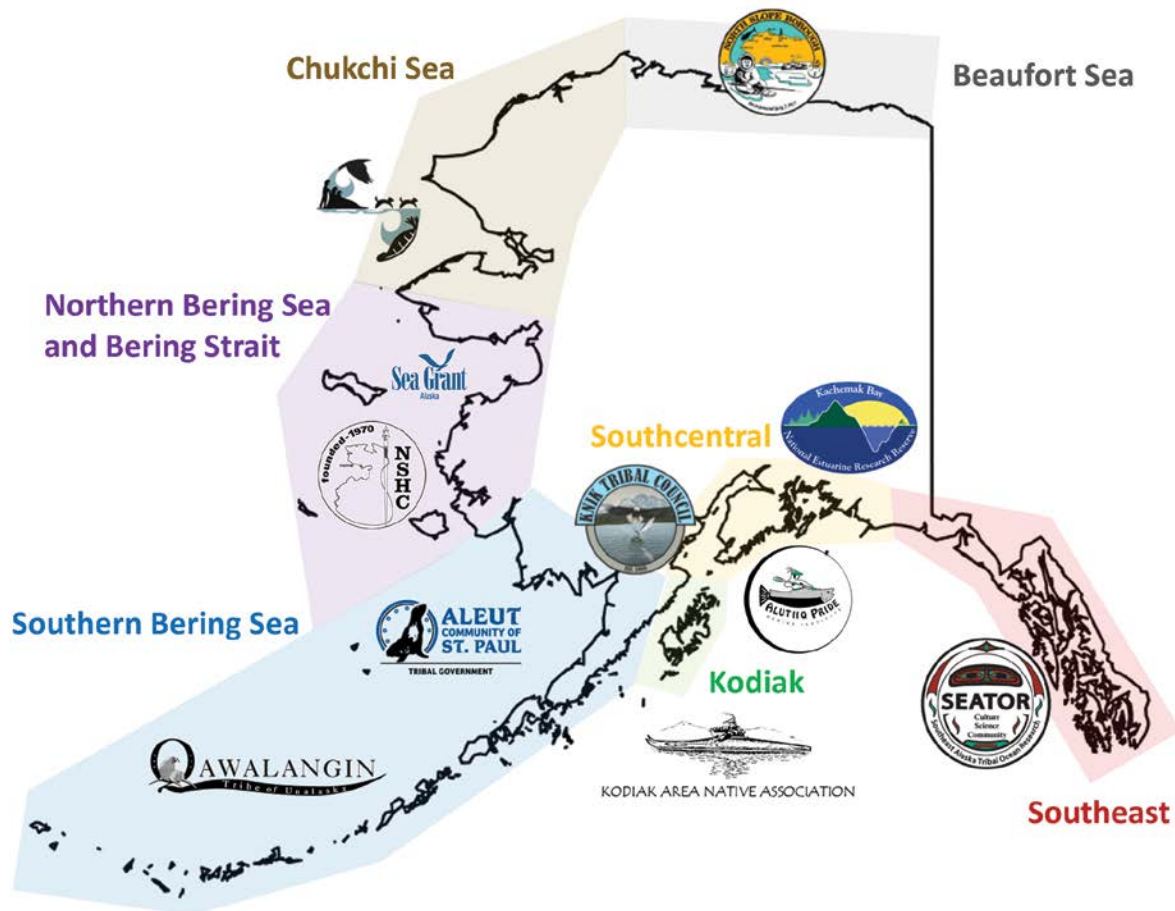 Chukchi Sea
NORTH SLOPE BOROUGH
Beaufort Sea
Northern Bering Sea
and Bering Strait
Sea Grant
Alaska
founded-1970
NSHC
Southcentral
Kachemak Bay
National Estuarine Research Reserve
KNIK TRIBAL COUNCIL
ALUTIIQ PRIDE
Southern Bering Sea
ALEUT
COMMUNITY OF
ST. PAUL
TRIBAL GOVERNMENT
Kodiak
SEATOR
Culture
Science
Community
Southeast Alaska Tribal Ocean Research
QAWALANGIN
Tribe of Unalaska
KODIAK AREA NATIVE ASSOCIATION
Southeast